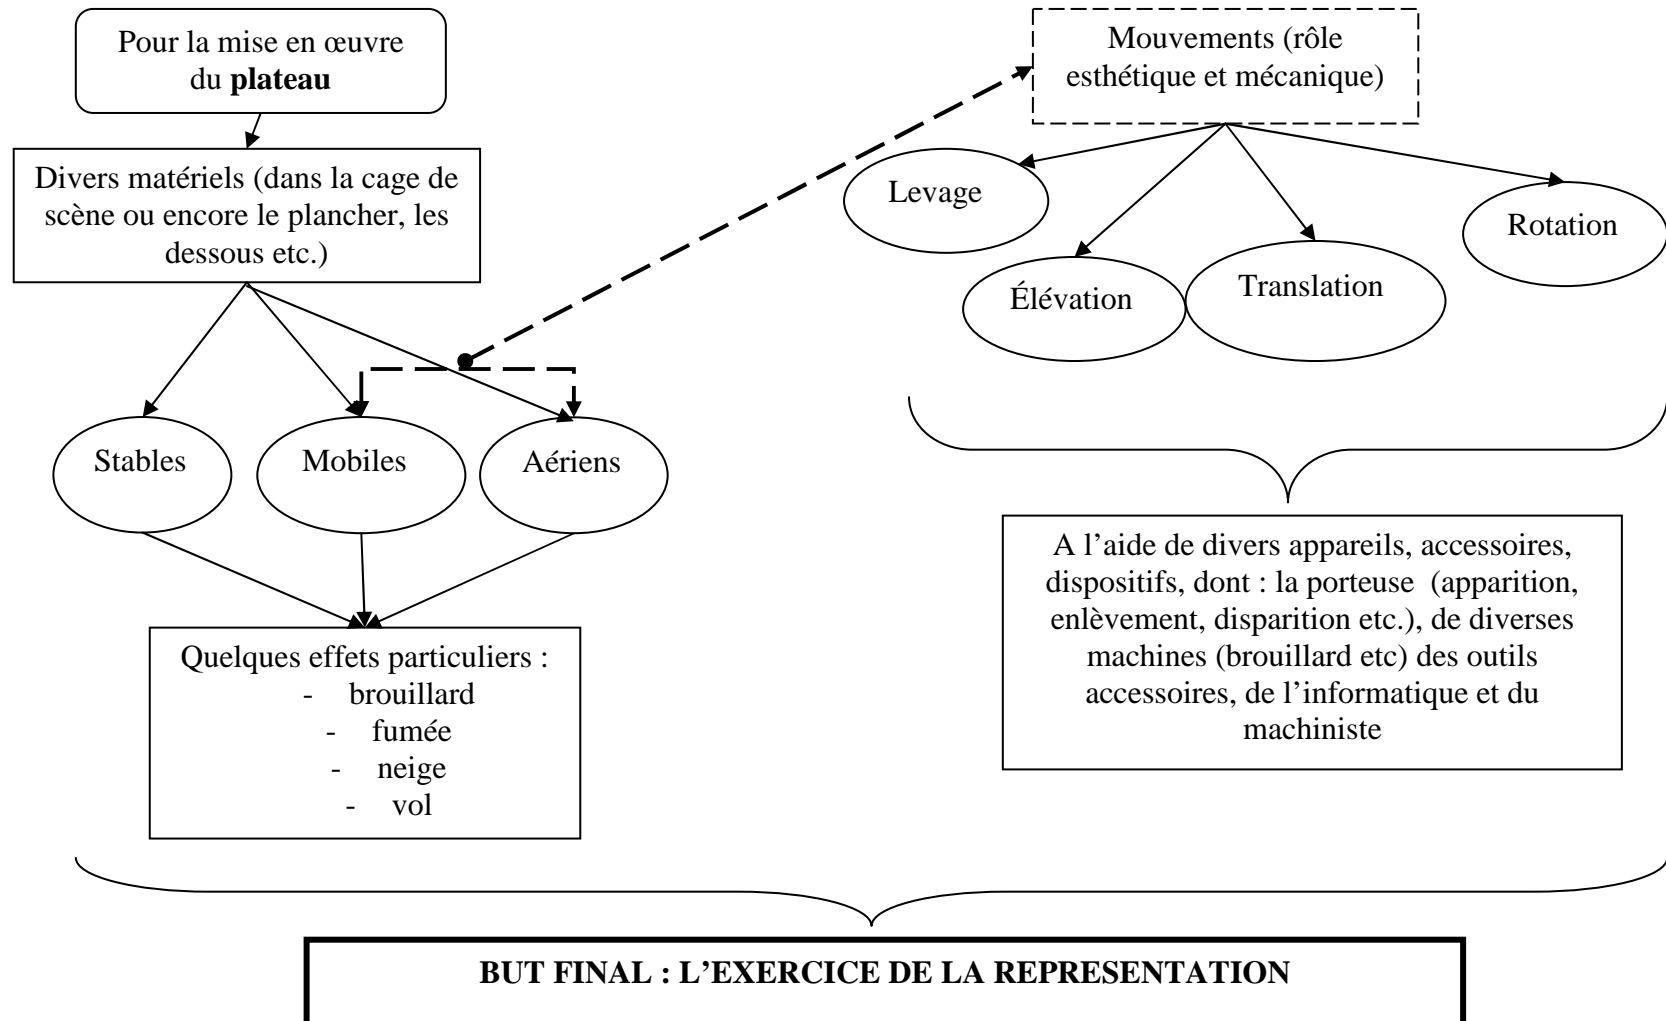 Pour la mise en œuvre
du plateau
Mouvements (rôle
esthétique et mécanique)
Divers matériels (dans la cage de
scène ou encore le plancher, les
dessous etc.)
Levage
Élévation
Translation
Rotation
Stables
Mobiles
Aériens
A l’aide de divers appareils, accessoires,
dispositifs, dont : la porteuse (apparition,
enlèvement, disparition etc.), de diverses
machines (brouillard etc) des outils
accessoires, de l’informatique et du
machiniste
Quelques effets particuliers :
- brouillard
- fumée
- neige
- vol
BUT FINAL : L’EXERCICE DE LA REPRESENTATION